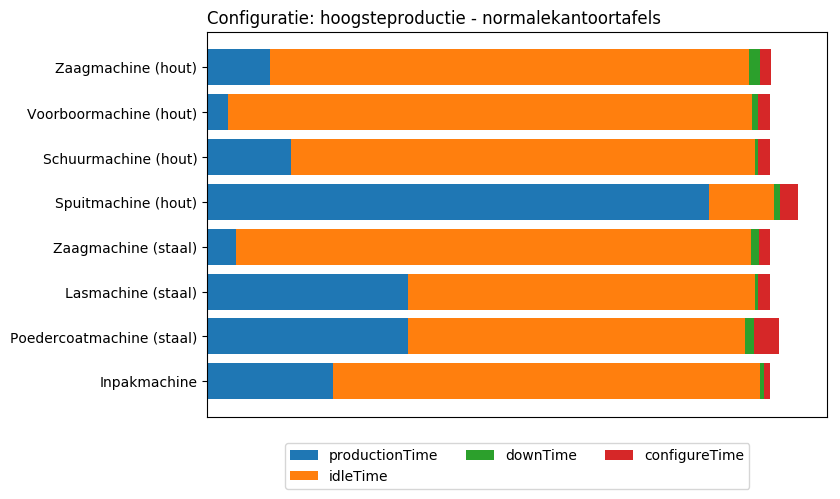 Configuratie: hoogsteproductie - normalekantoortafels
Zaagmachine (hout)
Voorboormachine (hout)
Schuurmachine (hout)
Spuitmachine (hout)
Zaagmachine (staal)
Lasmachine (staal)
Poedercoatmachine (staal)
Inpakmachine
productionTime downTime configureTime
idleTime